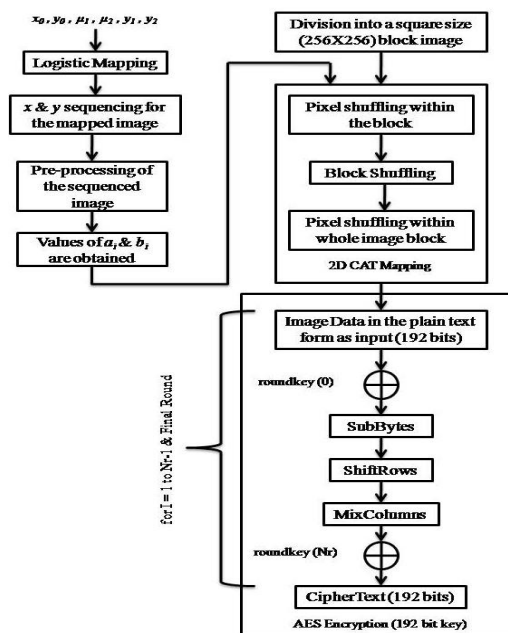 x₀, y₀, μ₁, μ₂, γ₁, γ₂
Logistic Mapping
x & y sequencing for
the mapped image
Pre-processing of
the sequenced
image
Values of aᵢ & bᵢ
are obtained
Division into a square size
(256X256) block image
Pixel shuffling within
the block
Block Shuffling
Pixel shuffling within
whole image block
2D CAT Mapping
Image Data in the plain text
form as input (192 bits)
roundkey (0)
SubBytes
ShiftRows
MixColumns
roundkey (Nr)
CipherText (192 bits)
AES Encryption (192 bit key)
for I = 1 to Nr-1 & Final Round